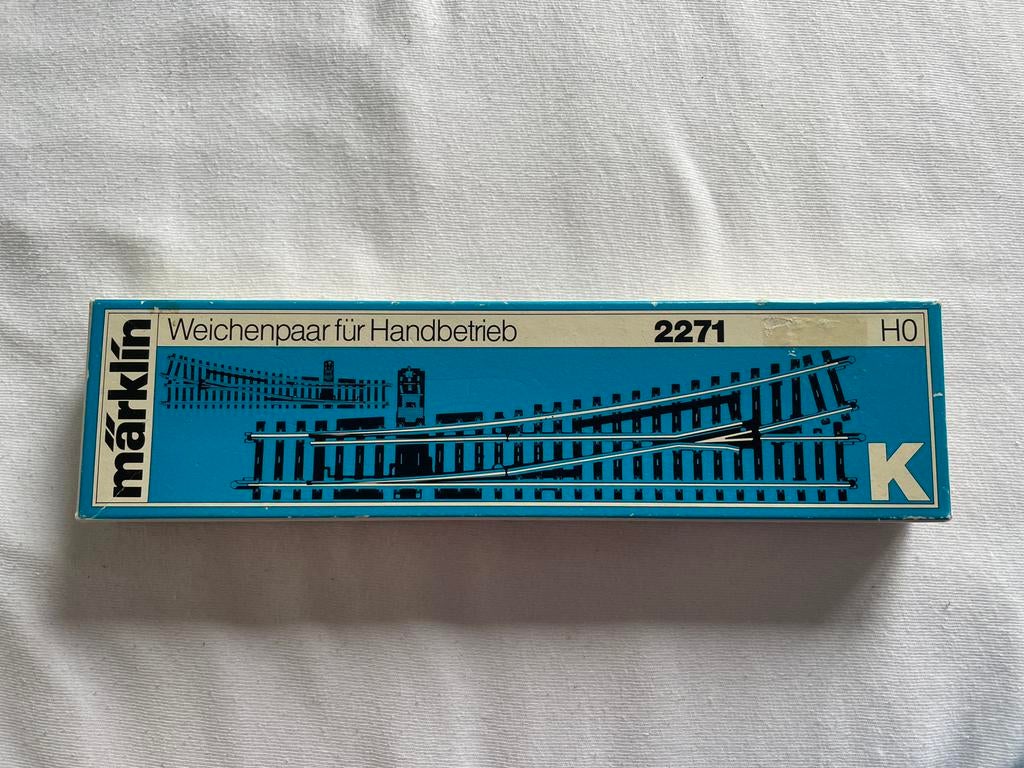 märklin
Weichenpaar für Handbetrieb 2271 H0
K